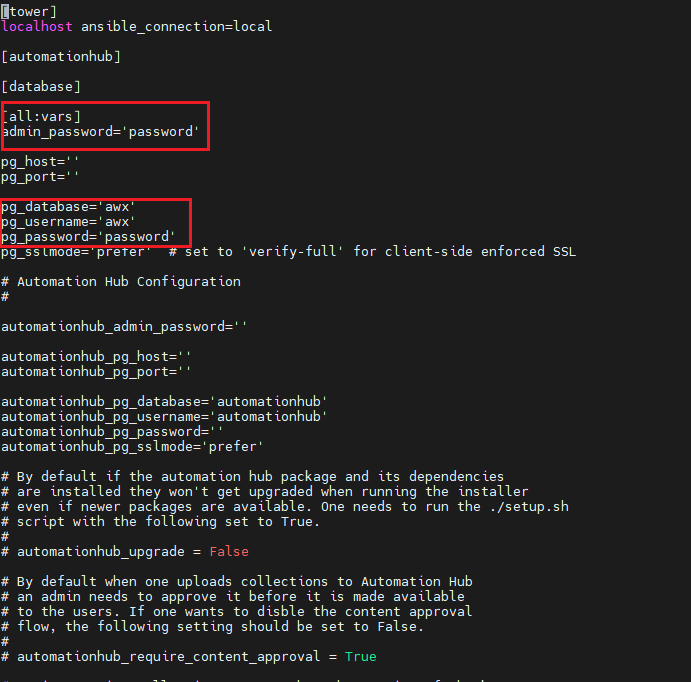 [tower]
localhost ansible_connection=local
[automationhub]
[database]
[all:vars]
admin_password='password'
pg_host=''
pg_port=''
pg_database='awx'
pg_username='awx'
pg_password='password'
pg_sslmode='prefer'  # set to 'verify-full' for client-side enforced SSL
# Automation Hub Configuration
#
automationhub_admin_password=''
automationhub_pg_host=''
automationhub_pg_port=''
automationhub_pg_database='automationhub'
automationhub_pg_username='automationhub'
automationhub_pg_password=''
automationhub_pg_sslmode='prefer'
# By default if the automation hub package and its dependencies
# are installed they won't get upgraded when running the installer
# even if newer packages are available. One needs to run the ./setup.sh
# script with the following set to True.
#
# automationhub_upgrade = False
# By default when one uploads collections to Automation Hub
# an admin needs to approve it before it is made available
# to the users. If one wants to disble the content approval
# flow, the following setting should be set to False.
#
# automationhub_require_content_approval = True